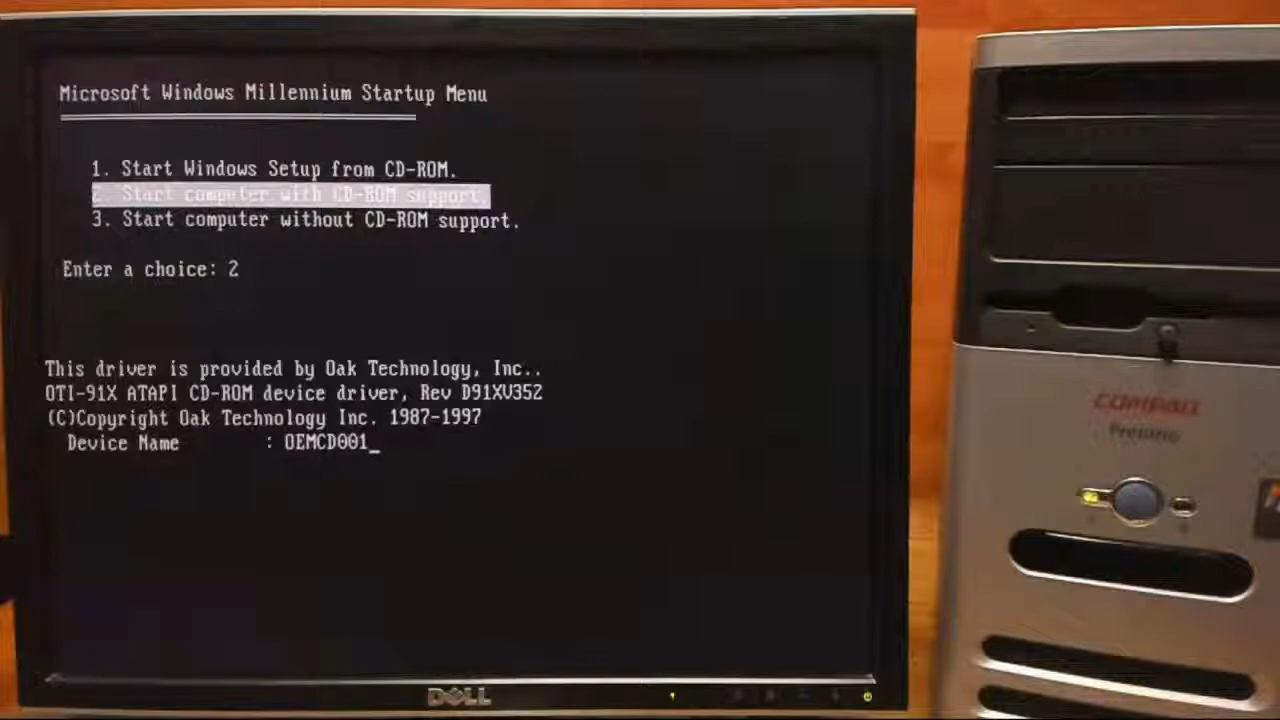 Microsoft Windows Millennium Startup Menu
1. Start Windows Setup from CD-ROM.
2. Start computer with CD-ROM support.
3. Start computer without CD-ROM support.
Enter a choice: 2
This driver is provided by Oak Technology, Inc..
OTI-91X ATAPI CD-ROM device driver, Rev D91XV352
(C)Copyright Oak Technology Inc. 1987-1997
Device Name : OEMCD001_
DELL
COMPAQ
Presario